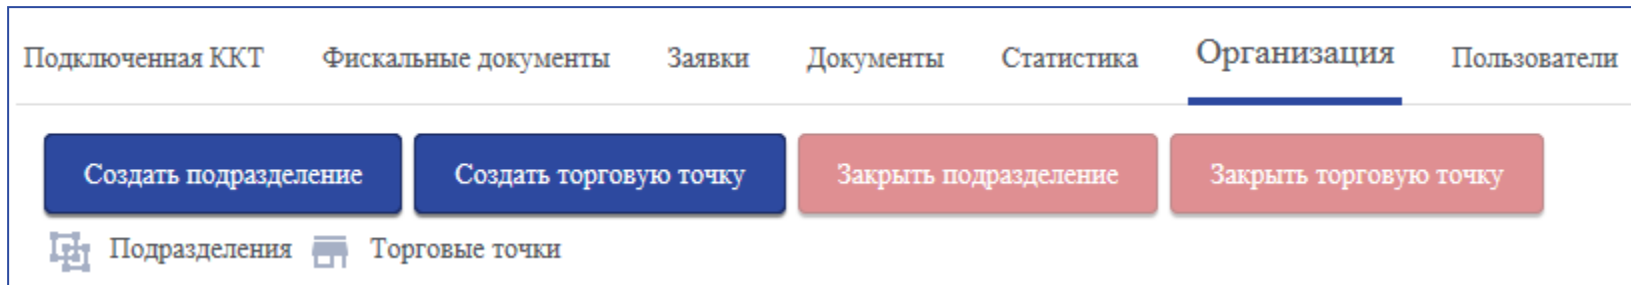 Подключенная ККТ Фискальные документы Заявки Документы Статистика Организация Пользователи
Создать подразделение Создать торговую точку Закрыть подразделение Закрыть торговую точку
Подразделения Торговые точки